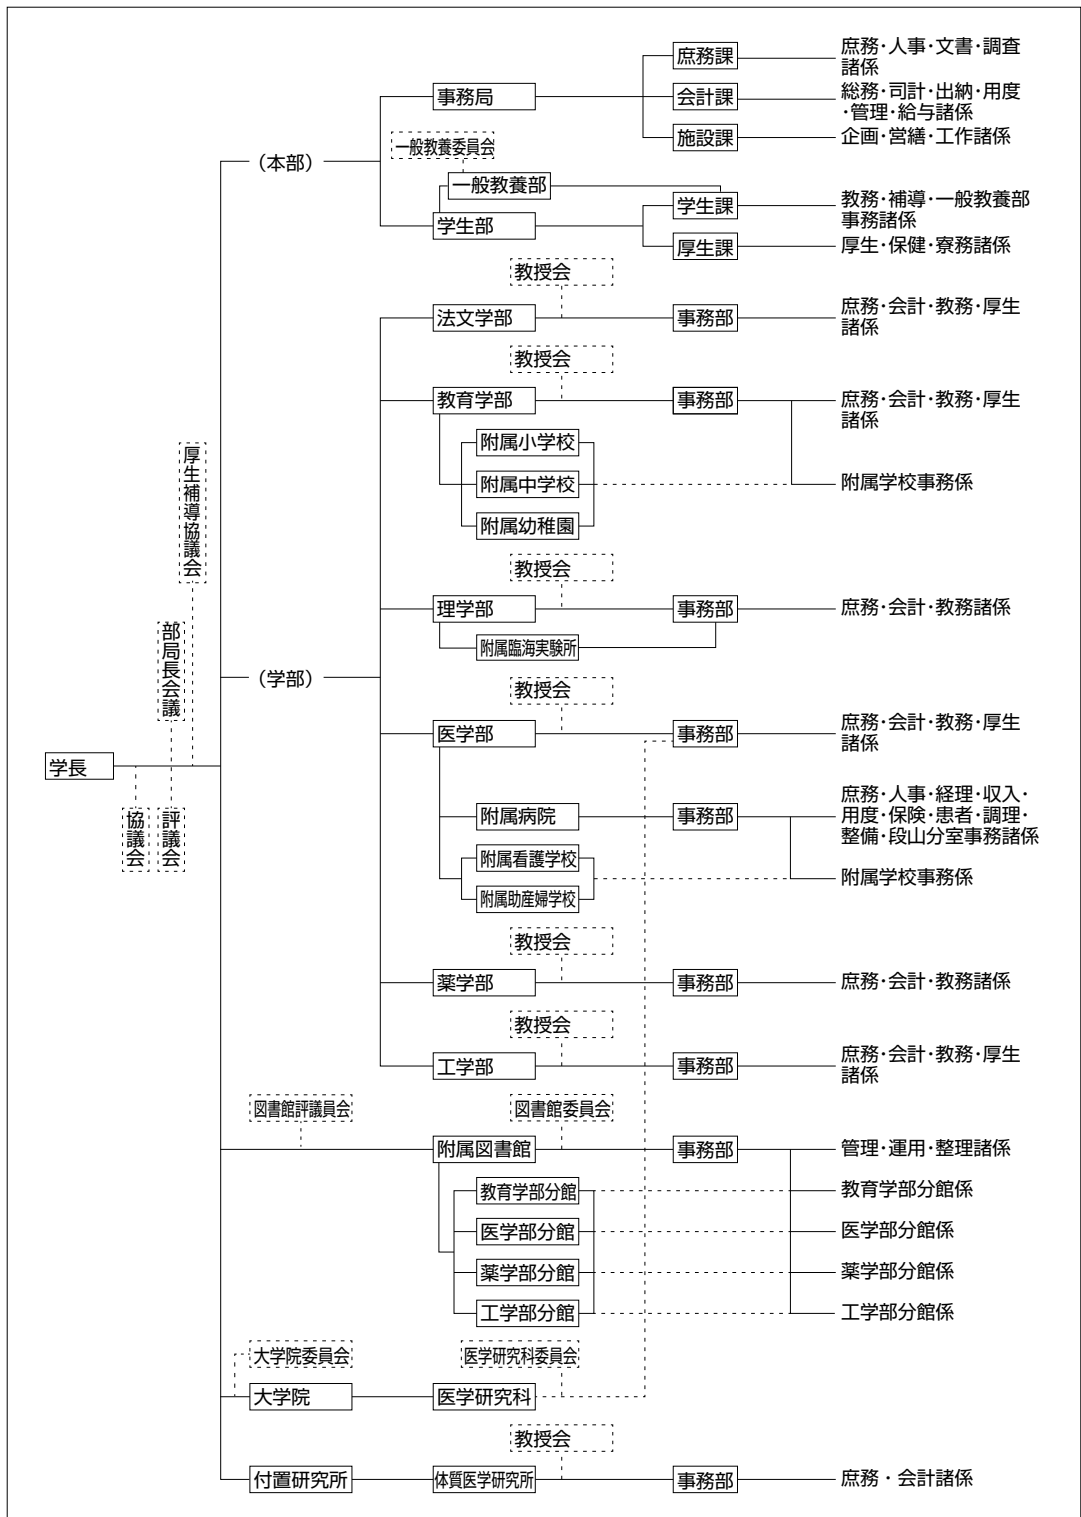 庶務課
庶務・人事・文書・調査
諸係
事務局
会計課
総務・司計・出納・用度
・管理・給与諸係
施設課
企画・営繕・工作諸係
一般教養委員会
（本部）
一般教養部
学生部
学生課
教務・補導・一般教養部
事務諸係
厚生課
厚生・保健・寮務諸係
教授会
法文学部
事務部
庶務・会計・教務・厚生
諸係
教授会
教育学部
事務部
庶務・会計・教務・厚生
諸係
附属小学校
附属中学校
附属学校事務係
附属幼稚園
厚生補導協議会
教授会
理学部
事務部
庶務・会計・教務諸係
附属臨海実験所
部局長会議
（学部）
教授会
医学部
事務部
庶務・会計・教務・厚生
諸係
学長
協議会
評議会
附属病院
事務部
庶務・人事・経理・収入・
用度・保険・患者・調理・
整備・段山分室事務諸係
附属看護学校
附属学校事務係
附属助産婦学校
教授会
薬学部
事務部
庶務・会計・教務諸係
教授会
工学部
事務部
庶務・会計・教務・厚生
諸係
図書館評議員会
図書館委員会
附属図書館
事務部
管理・運用・整理諸係
教育学部分館
教育学部分館係
医学部分館
医学部分館係
薬学部分館
薬学部分館係
工学部分館
工学部分館係
大学院委員会
医学研究科委員会
大学院
医学研究科
教授会
付置研究所
体質医学研究所
事務部
庶務・会計諸係